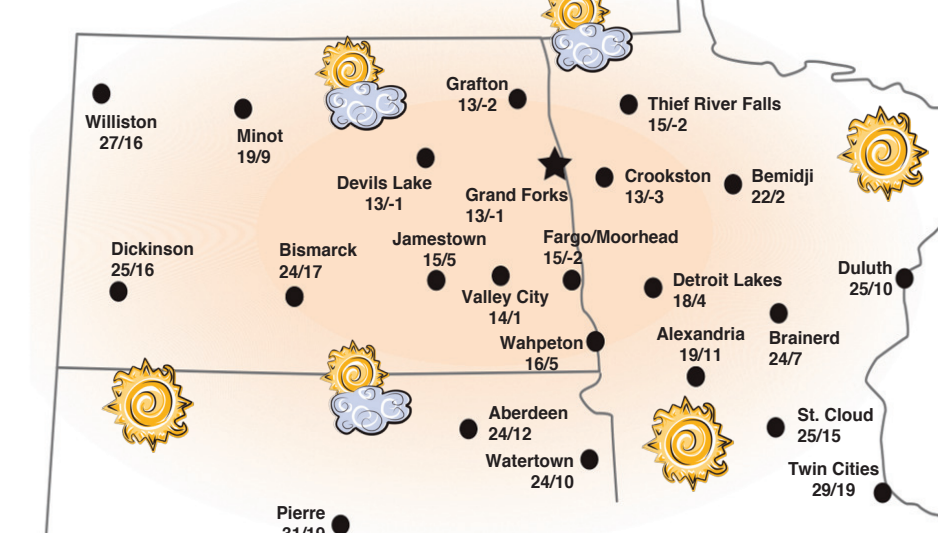 Grafton
13/-2
Thief River Falls
15/-2
Williston
27/16
Minot
19/9
Devils Lake
13/-1
Grand Forks
13/-1
Crookston
13/-3
Bemidji
22/2
Dickinson
25/16
Bismarck
24/17
Jamestown
15/5
Fargo/Moorhead
15/-2
Valley City
14/1
Detroit Lakes
18/4
Duluth
25/10
Wahpeton
16/5
Alexandria
19/11
Brainerd
24/7
Aberdeen
24/12
St. Cloud
25/15
Watertown
24/10
Twin Cities
29/19
Pierre